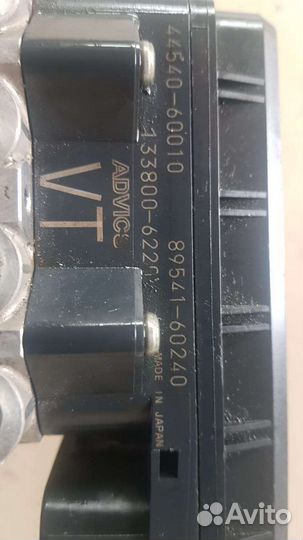 44540-60010
89541-60240
MADE IN JAPAN
133800-622
ADVICS
VT
Avito